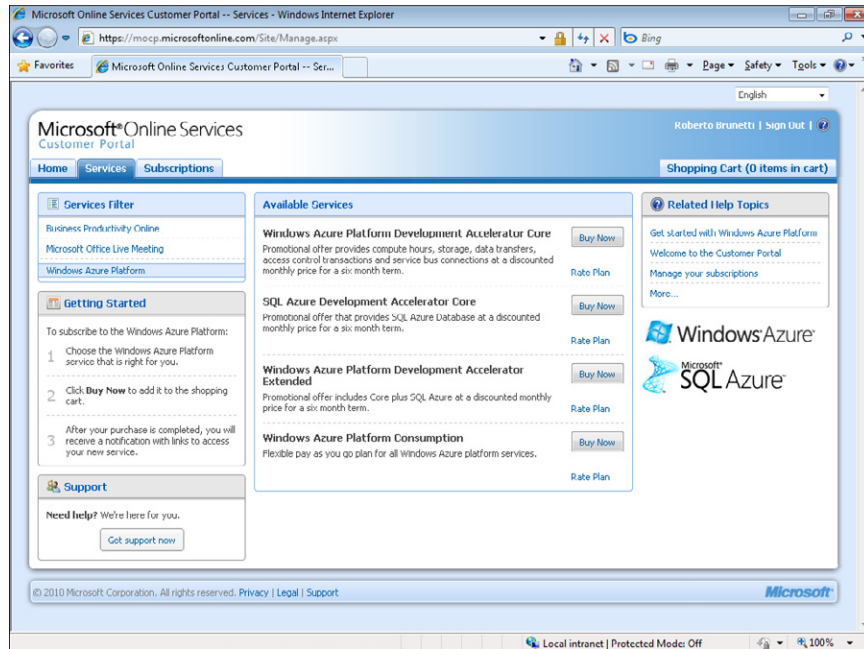 Microsoft Online Services Customer Portal -- Services - Windows Internet Explorer
https://mocp.microsoftonline.com/Site/Manage.aspx
Bing
Favorites
Microsoft Online Services Customer Portal -- Ser...
Page
Safety
Tools
English
Microsoft® Online Services
Customer Portal
Roberto Brunetti | Sign Out |
Home
Services
Subscriptions
Shopping Cart (0 items in cart)
Services Filter
Business Productivity Online
Microsoft Office Live Meeting
Windows Azure Platform
Getting Started
To subscribe to the Windows Azure Platform:
1 Choose the Windows Azure Platform
service that is right for you.
2 Click Buy Now to add it to the shopping
cart.
3 After your purchase is completed, you will
receive a notification with links to access
your new service.
Support
Need help? We're here for you.
Get support now
Available Services
Windows Azure Platform Development Accelerator Core
Promotional offer provides compute hours, storage, data transfers,
access control transactions and service bus connections at a discounted
monthly price for a six month term.
Buy Now
Rate Plan
SQL Azure Development Accelerator Core
Promotional offer that provides SQL Azure Database at a discounted
monthly price for a six month term.
Buy Now
Rate Plan
Windows Azure Platform Development Accelerator
Extended
Promotional offer includes Core plus SQL Azure at a discounted monthly
price for a six month term.
Buy Now
Rate Plan
Windows Azure Platform Consumption
Flexible pay as you go plan for all Windows Azure platform services.
Buy Now
Rate Plan
Related Help Topics
Get started with Windows Azure Platform
Welcome to the Customer Portal
Manage your subscriptions
More...
Windows® Azure™
Microsoft®
SQL Azure™
© 2010 Microsoft Corporation. All rights reserved. Privacy | Legal | Support
Microsoft®
Local intranet | Protected Mode: Off
100%